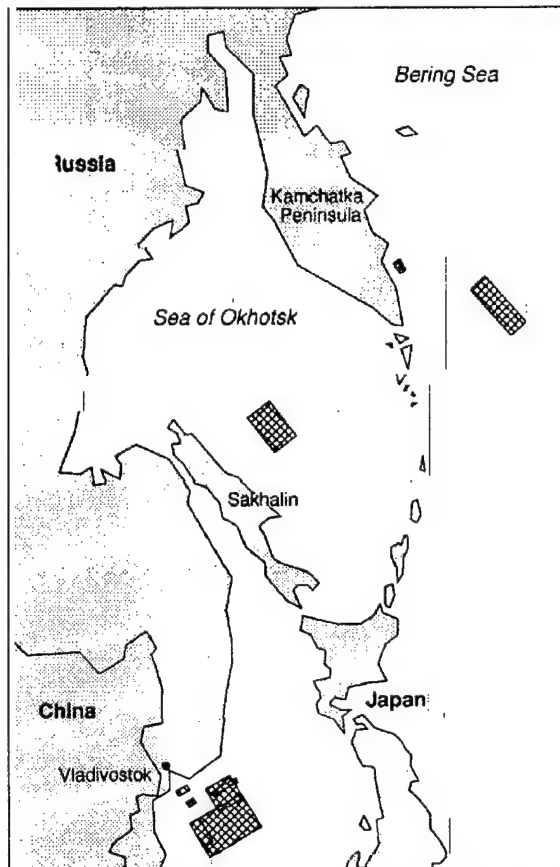 Bering Sea
Russia
Kamchatka
Peninsula
Sea of Okhotsk
Sakhalin
Japan
China
Vladivostok